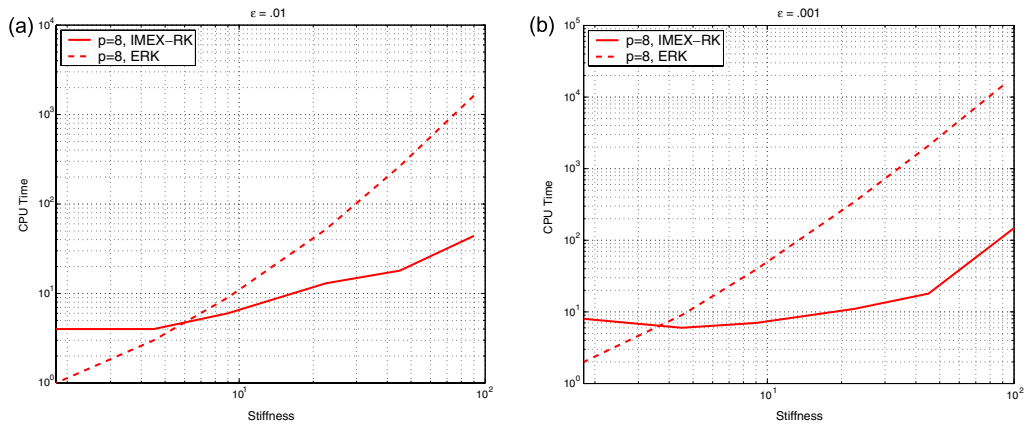 (a)
ε = .01
p=8, IMEX−RK
p=8, ERK
CPU Time
10^4
10^3
10^2
10^1
10^0
10^1
10^2
Stiffness
(b)
ε = .001
p=8, IMEX−RK
p=8, ERK
CPU Time
10^5
10^4
10^3
10^2
10^1
10^0
10^1
10^2
Stiffness